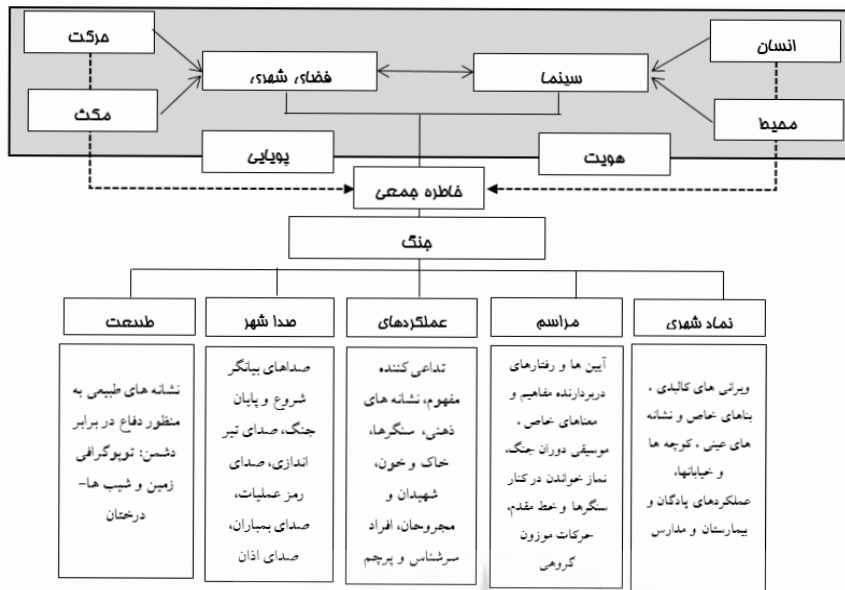 انسان
حرکت
سینما
فضای شهری
محیط
مکث
هویت
پویایی
خاطره جمعی
جنگ
نماد شهری
مراسم
عملکردهای
صدا شهر
طبیعت
ویرانی های کالبدی ،
بناهای خاص و نشانه
های عینی ، کوچه ها
و خیابانها،
عملکردهای پادگان و
بیمارستان و مدارس
آیین ها و رفتارهای
دربردارنده مفاهیم و
معناهای خاص ،
موسیقی دوران جنگ،
نماز خواندن در کنار
سنگرها و خط مقدم،
حرکات موزون
گروهی
تداعی کننده
مفهوم، نشانه های
ذهنی، سنگرها،
خاک و خون،
شهیدان و
مجروحان، افراد
سرشناس و پرچم
صداهای بیانگر
شروع و پایان
جنگ، صدای تیر
اندازی، صدای
رمز عملیات،
صدای بمباران،
صدای اذان
نشانه های طبیعی به
منظور دفاع در برابر
دشمن: توپوگرافی
زمین و شیب ها-
درختان